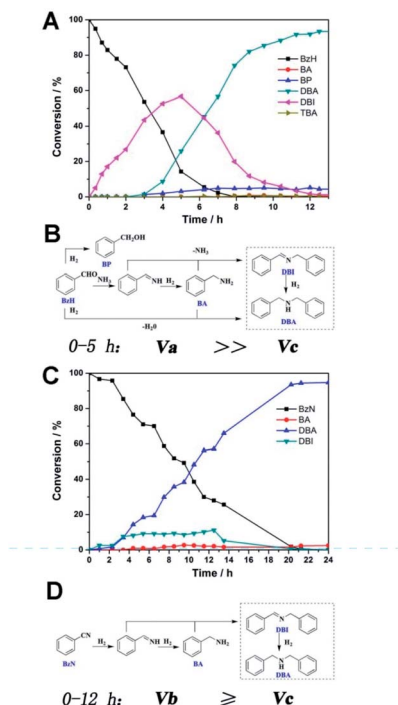 A
Conversion / %
100
80
60
40
20
0
BzH
BA
BP
DBA
DBI
TBA
0 2 4 6 8 10 12
Time / h
B
CH₂OH
BP
H₂
CHO
BzH
NH₃
NH
H₂
NH₂
BA
-NH₃
N
DBI
H₂
H
N
DBA
H₂
-H₂0
0-5 h: Va >> Vc
C
Conversion / %
100
80
60
40
20
0
BzN
BA
DBA
DBI
0 2 4 6 8 10 12 14 16 18 20 22 24
Time / h
D
CN
BzN
H₂
NH
H₂
NH₂
BA
N
DBI
H₂
H
N
DBA
0-12 h: Vb ≥ Vc